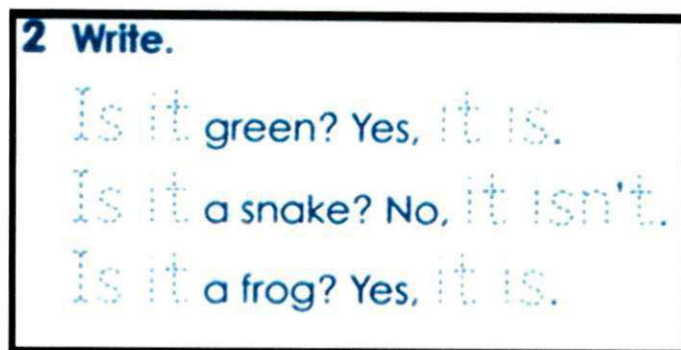 2 Write.
Is it green? Yes, it is.
Is it a snake? No, it isn't.
Is it a frog? Yes, it is.